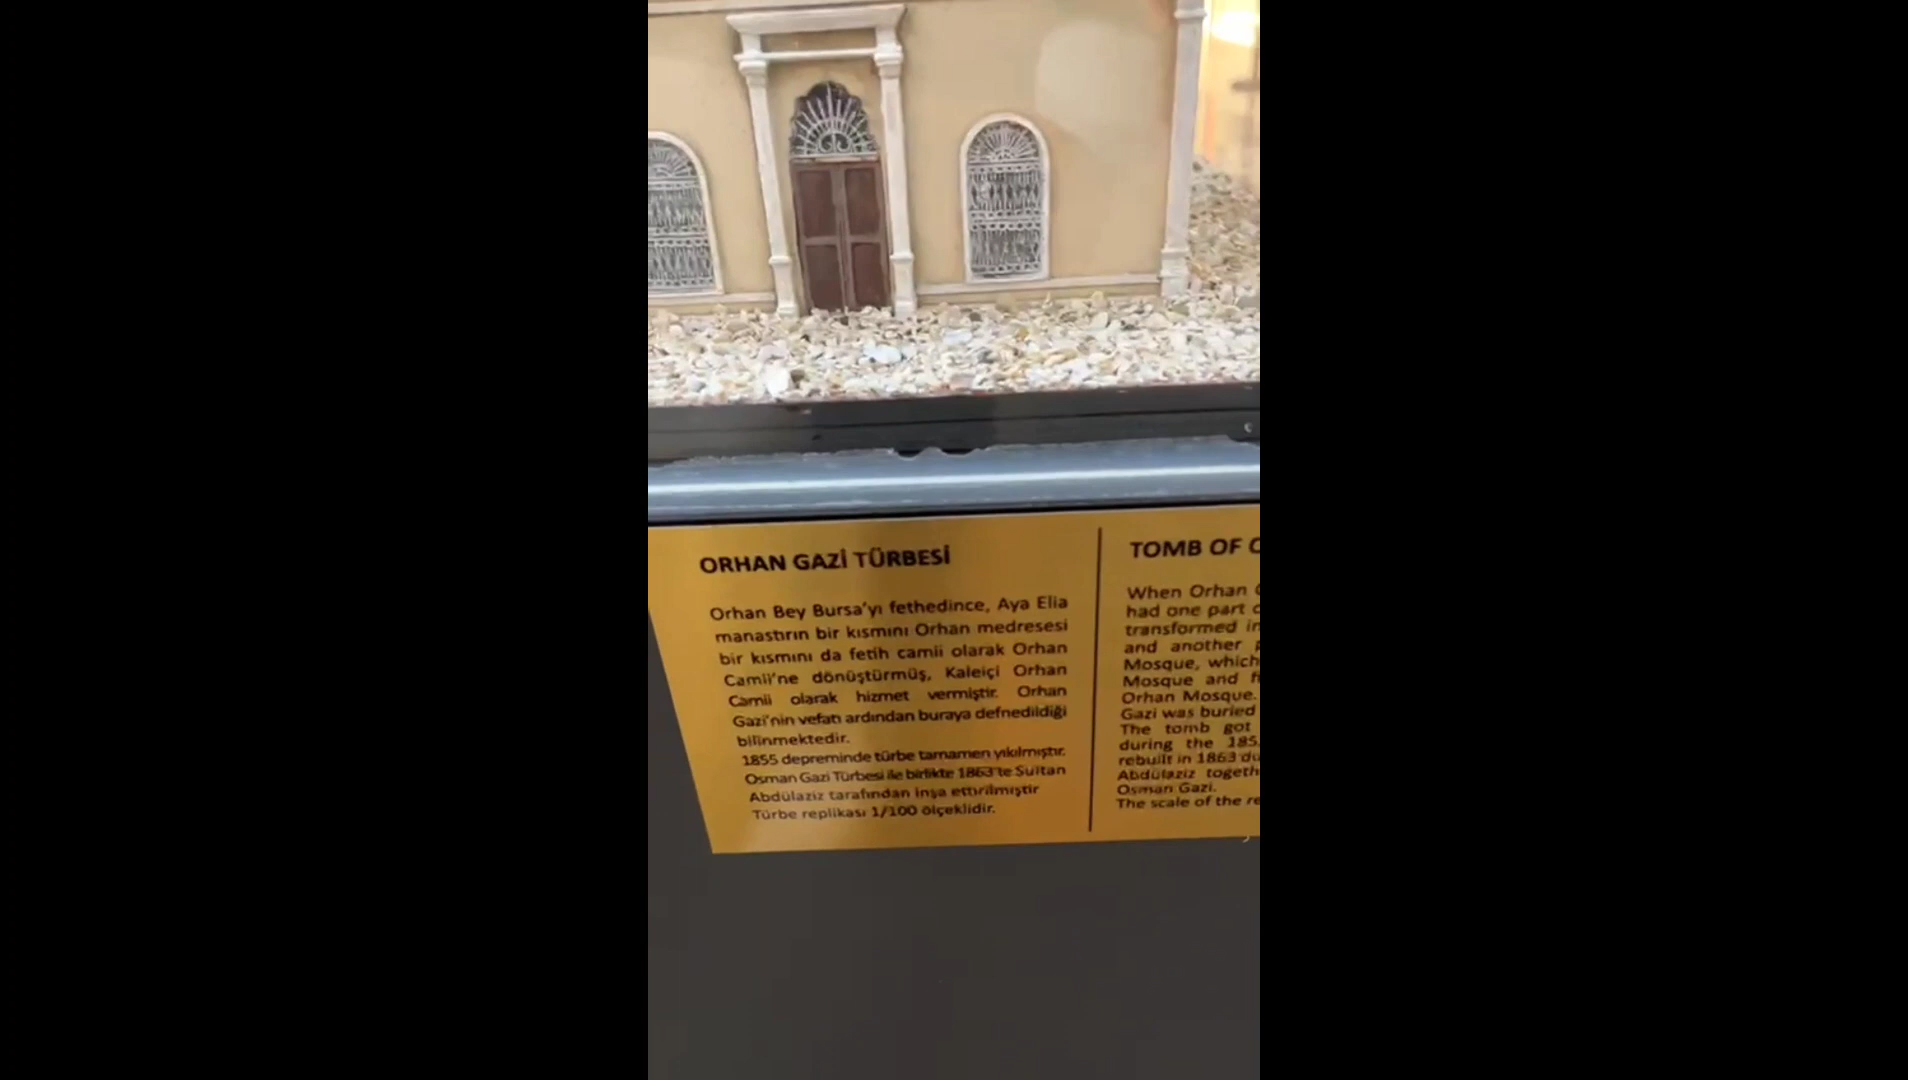 ORHAN GAZİ TÜRBESİ
Orhan Bey Bursa'yı fethedince, Aya Elia
manastırın bir kısmını Orhan medresesi
bir kısmını da fetih camii olarak Orhan
Camii'ne dönüştürmüş, Kaleiçi Orhan
Camii olarak hizmet vermiştir. Orhan
Gazi'nin vefatı ardından buraya defnedildiği
bilinmektedir.
1855 depreminde türbe tamamen yıkılmıştır.
Osman Gazi Türbesi ile birlikte 1863'te Sultan
Abdülaziz tarafından inşa ettirilmiştir
Türbe replikası 1/100 ölçeklidir.
TOMB OF
When Orhan
had one part
transformed
and another
Mosque, which
Mosque and
Orhan Mosque.
Gazi was buried
The tomb got
during the
rebuilt in 1863
Abdülaziz
Osman Gazi.
The scale of the